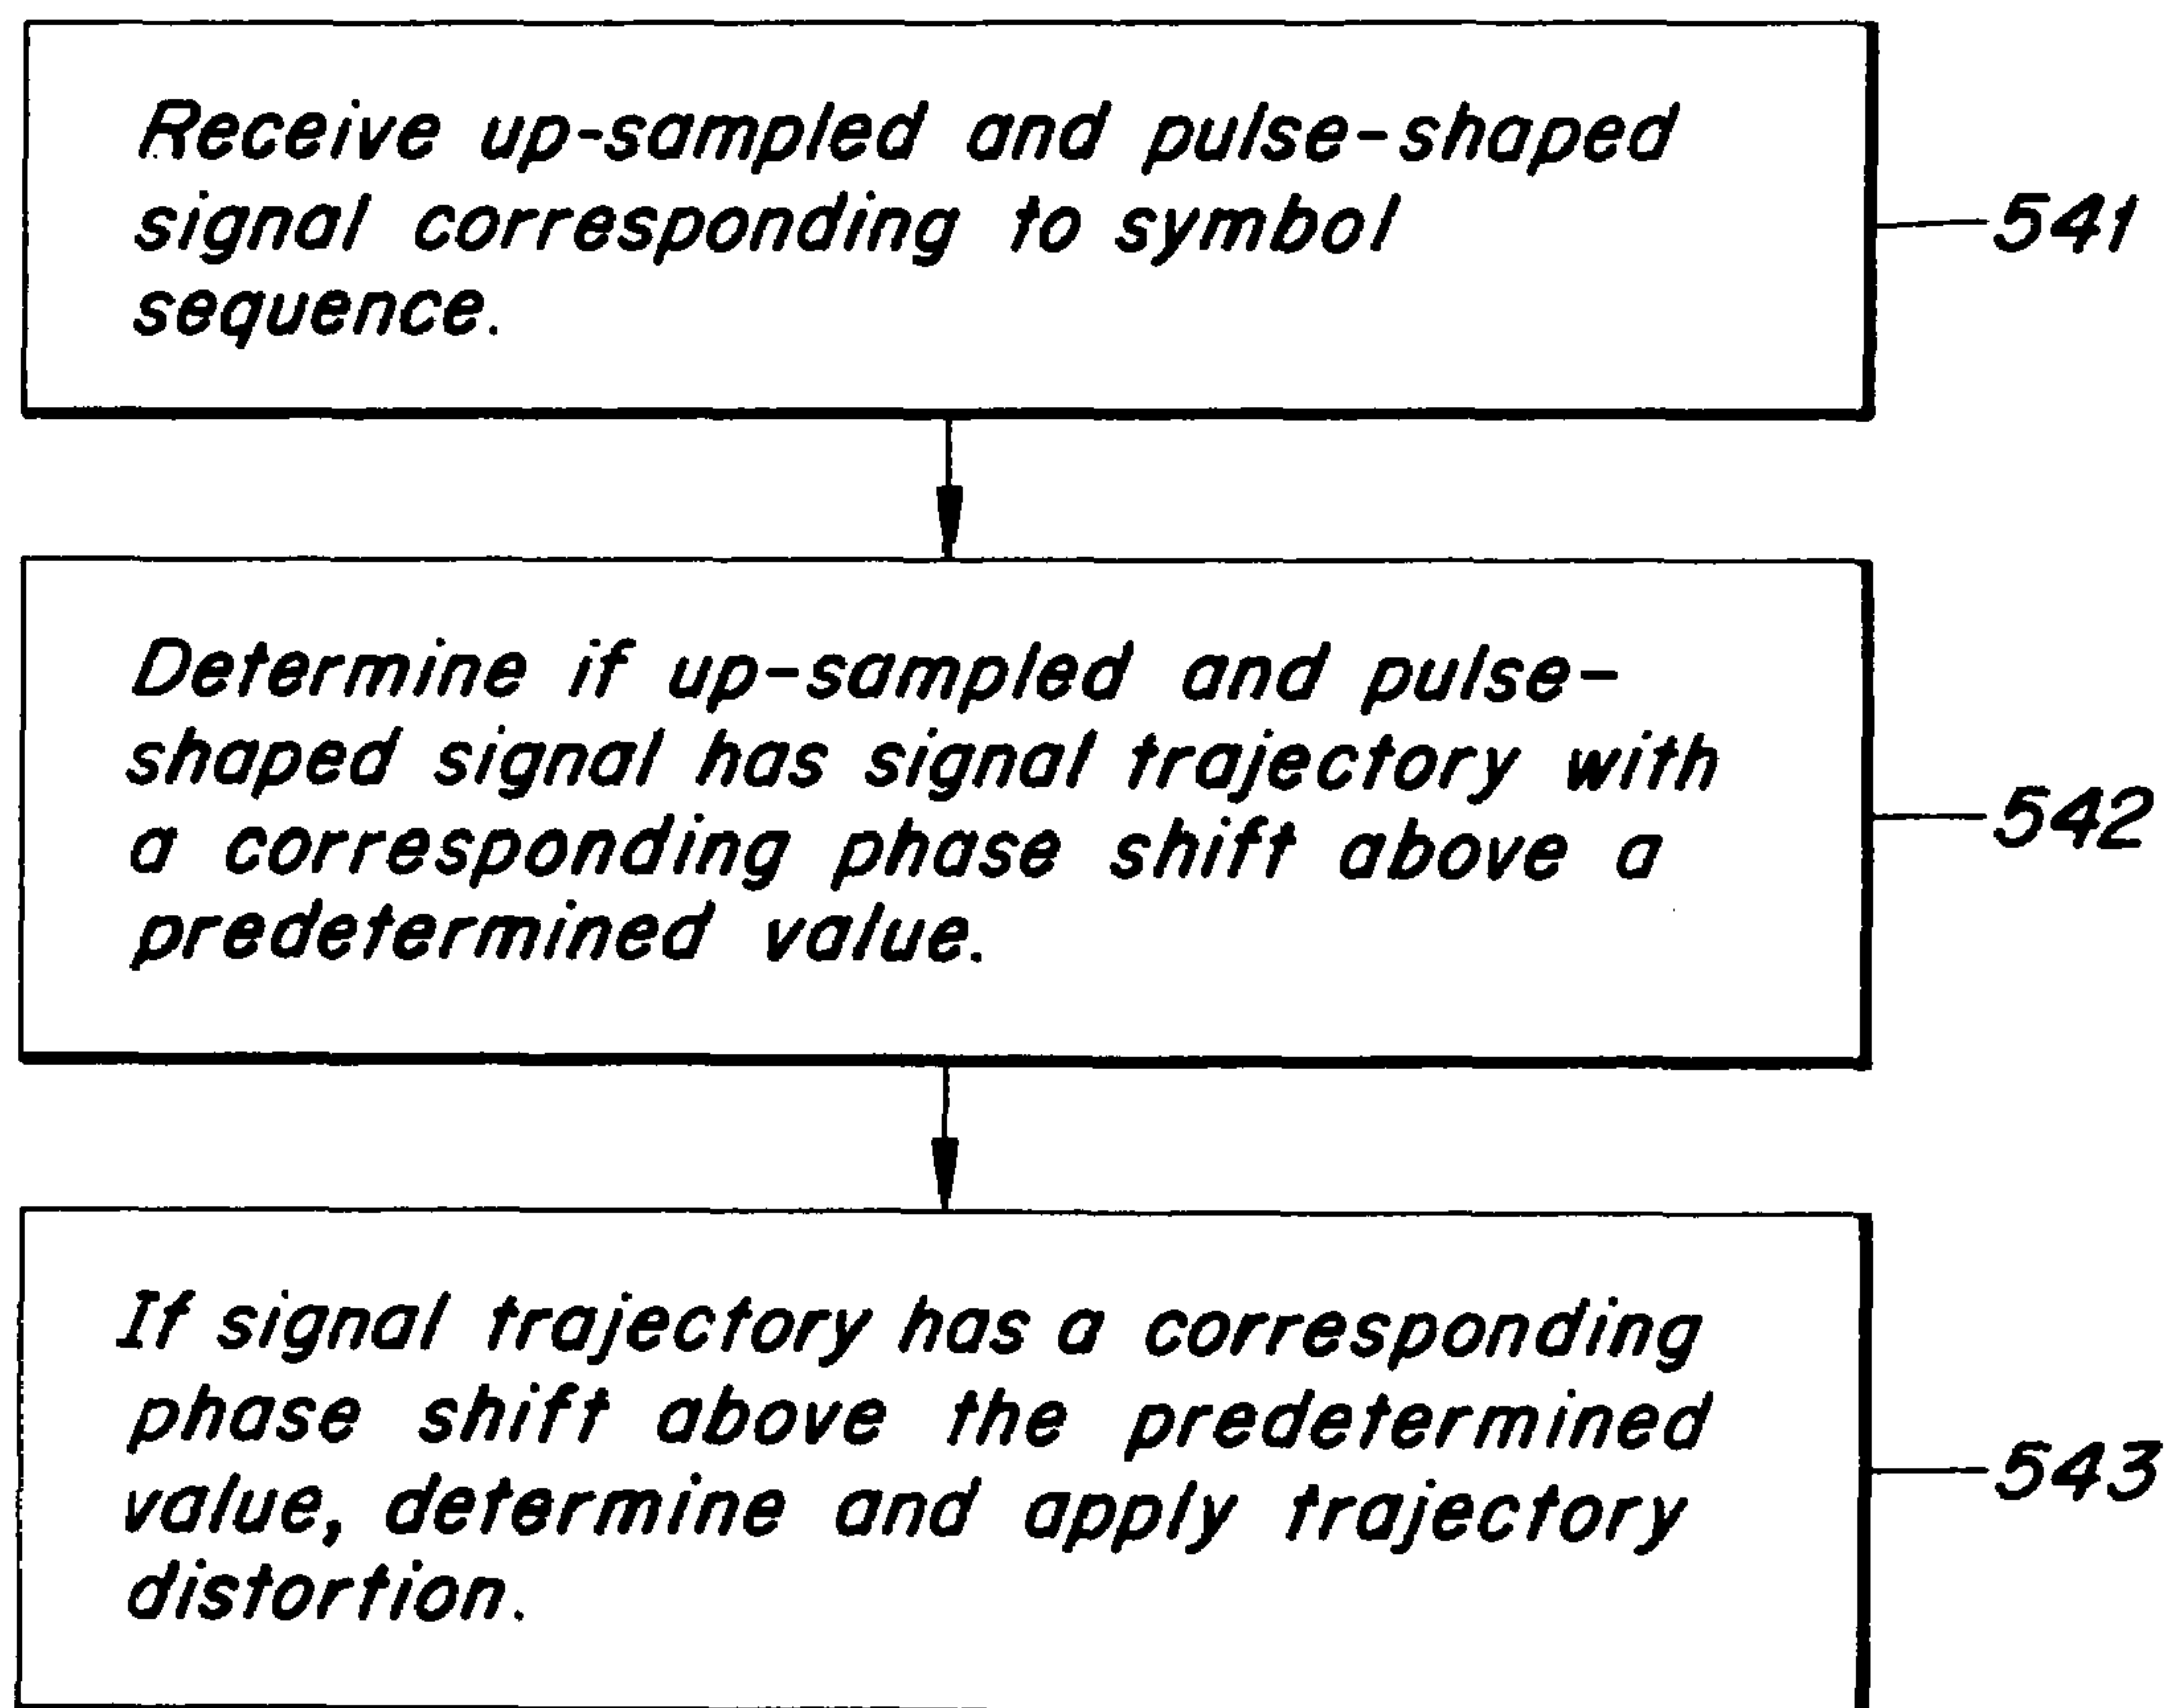 Receive up-sampled and pulse-shaped
signal corresponding to symbol
sequence.
541
Determine if up-sampled and pulse-
shaped signal has signal trajectory with
a corresponding phase shift above a
predetermined value.
542
If signal trajectory has a corresponding
phase shift above the predetermined
value, determine and apply trajectory
distortion.
543